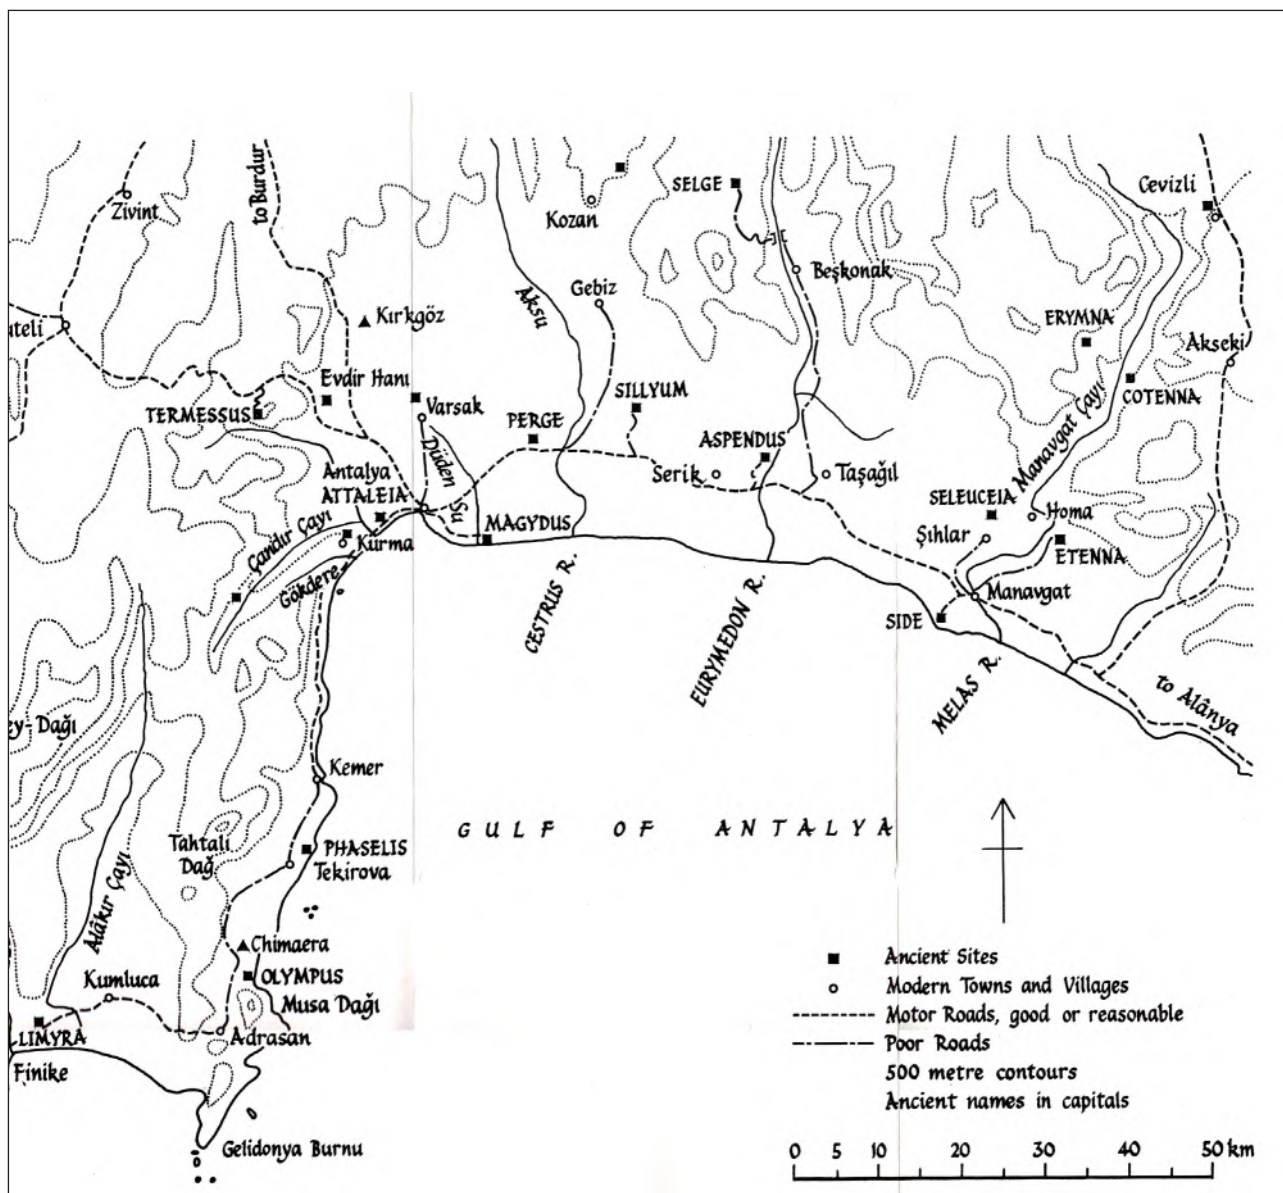 Zivint
to Burdur
Kozan
SELGE
Cevizli
Beşkonak
uteli
Kırkgöz
Aksu
Gebiz
ERYMNA
Akseki
Evdir Hanı
Varsak
TERMESSUS
SILLYUM
COTENNA
PERGE
ASPENDUS
Manavgat Çayı
Düden Su
Serik
Taşağıl
Antalya
ATTALEIA
MAGYDUS
SELEUCEIA
Homa
Çandır Çayı
Kurma
Şıhlar
ETENNA
Gökdere
CESTRUS R.
EURYMEDON R.
Manavgat
SIDE
MELAS R.
to Alânya
ey-Dağı
Kemer
GULF OF ANTALYA
Tahtali
Dağ
PHASELIS
Tekirova
Alâkır Çayı
Chimaera
OLYMPUS
Kumluca
Musa Dağı
LIMYRA
Adrasan
Finike
Gelidonya Burnu
Ancient Sites
Modern Towns and Villages
Motor Roads, good or reasonable
Poor Roads
500 metre contours
Ancient names in capitals
0 5 10 20 30 40 50 km